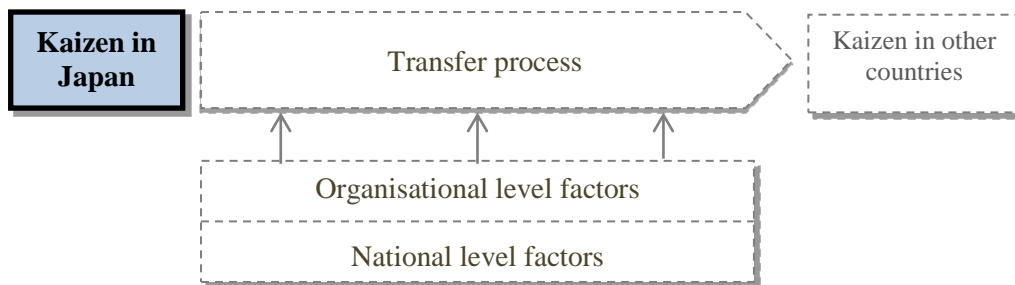 Kaizen in
Japan
Transfer process
Kaizen in other
countries
Organisational level factors
National level factors